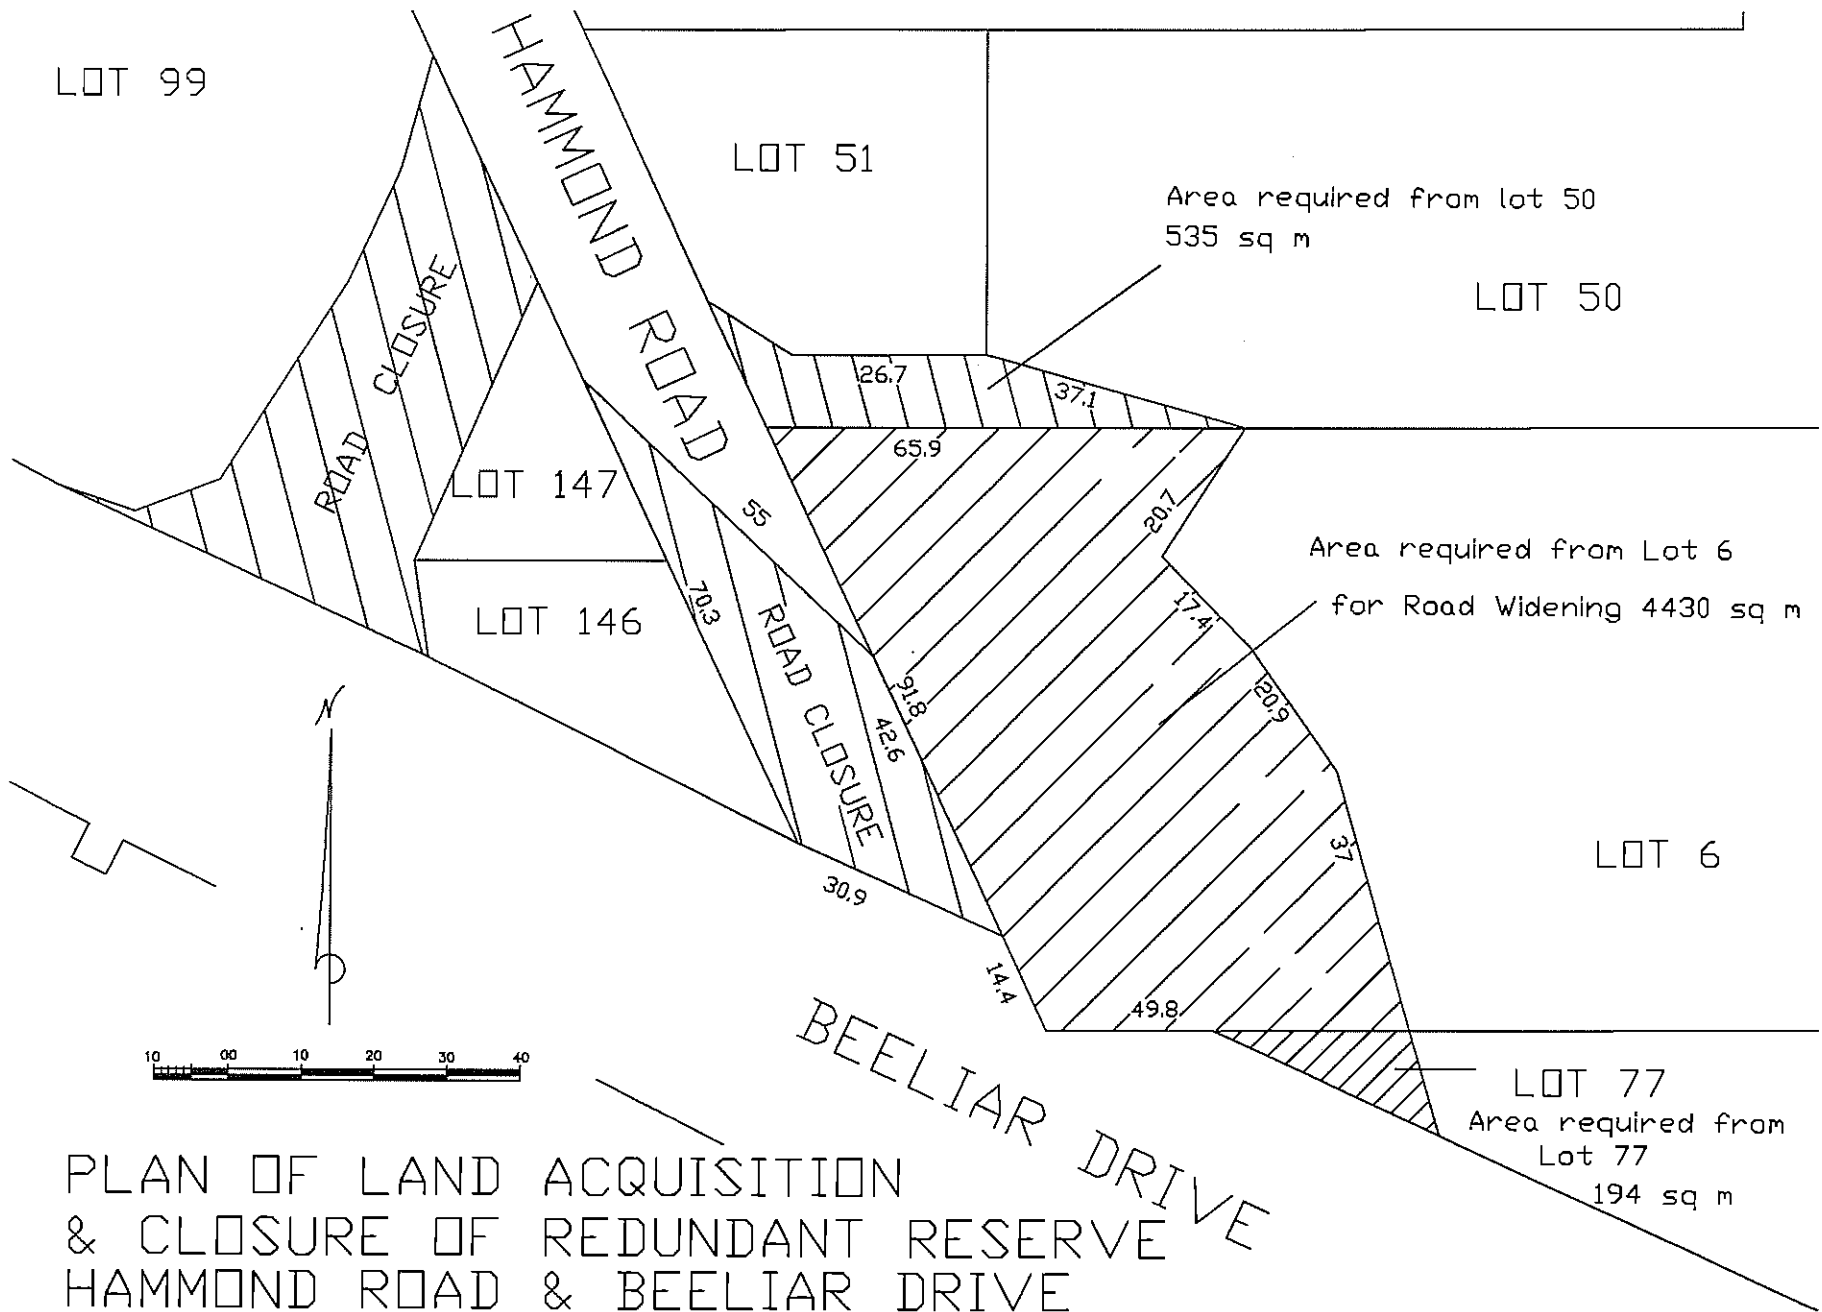 LOT 99
HAMMOND ROAD
LOT 51
Area required from lot 50
535 sq m
LOT 50
ROAD CLOSURE
26.7
37.1
65.9
LOT 147
55
20.7
Area required from Lot 6
for Road Widening 4430 sq m
LOT 146
70.3
ROAD CLOSURE
17.4
91.8
42.6
20.9
37
LOT 6
30.9
N
14.4
49.8
BEELIAR DRIVE
10 00 10 20 30 40
LOT 77
Area required from
Lot 77
194 sq m
PLAN OF LAND ACQUISITION
& CLOSURE OF REDUNDANT RESERVE
HAMMOND ROAD & BEELIAR DRIVE